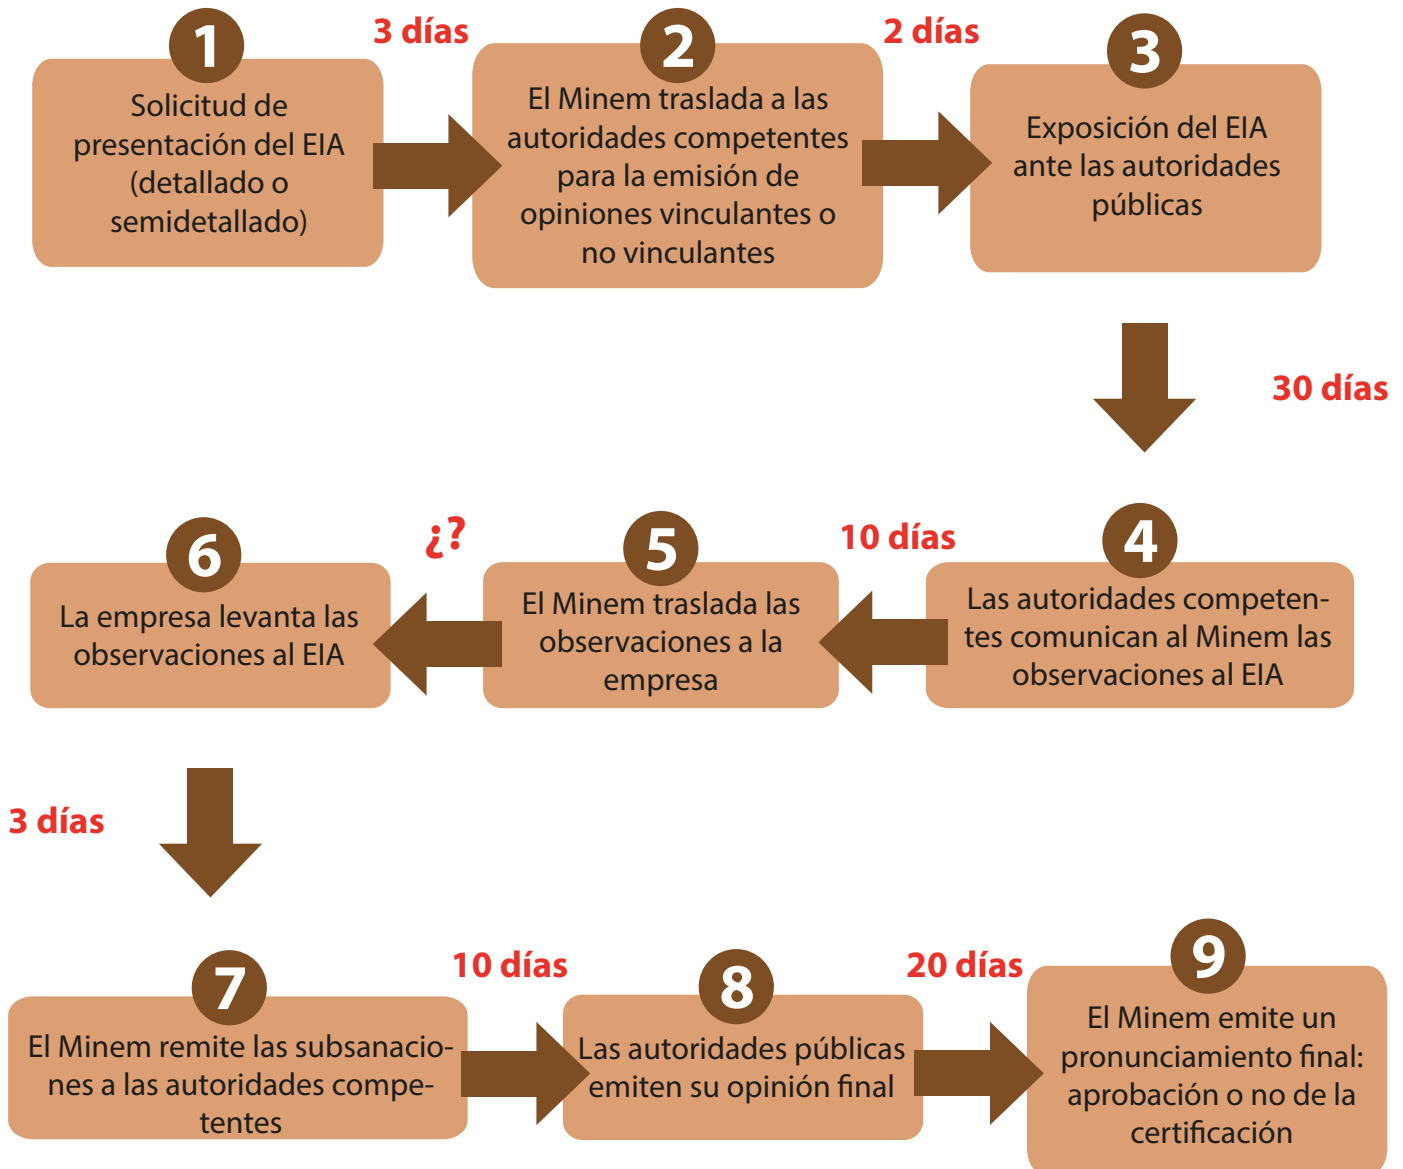 1
Solicitud de
presentación del EIA
(detallado o
semidetallado)
3 días
2
El Minem traslada a las
autoridades competentes
para la emisión de
opiniones vinculantes o
no vinculantes
2 días
3
Exposición del EIA
ante las autoridades
públicas
30 días
4
Las autoridades competen-
tes comunican al Minem las
observaciones al EIA
10 días
5
El Minem traslada las
observaciones a la
empresa
¿?
6
La empresa levanta las
observaciones al EIA
3 días
7
El Minem remite las subsanacio-
nes a las autoridades compe-
tentes
10 días
8
Las autoridades públicas
emiten su opinión final
20 días
9
El Minem emite un
pronunciamiento final:
aprobación o no de la
certificación